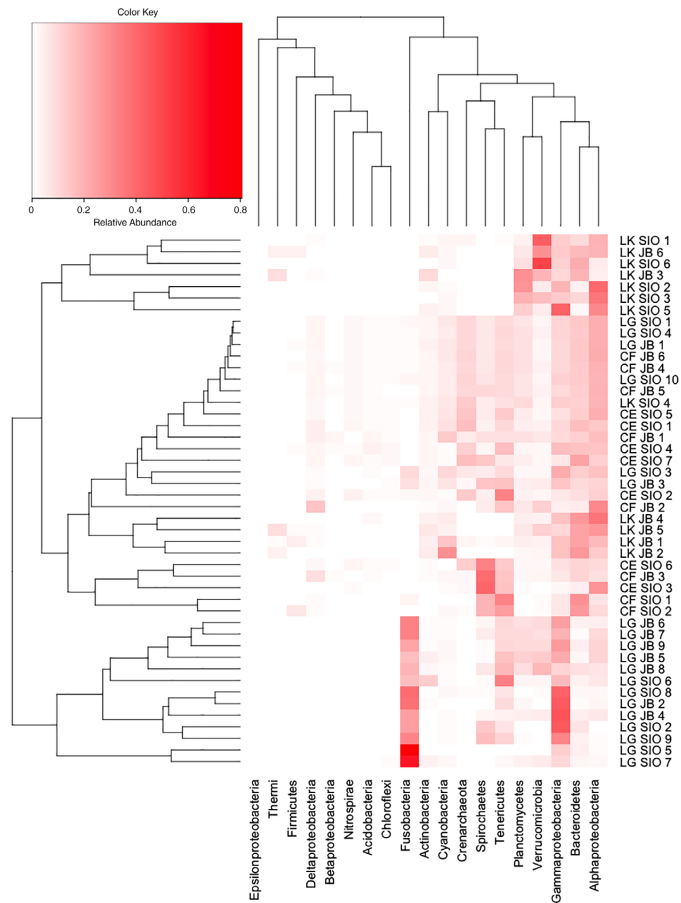 Color Key
0 0.2 0.4 0.6 0.8
Relative Abundance
LK SIO 1
LK JB 6
LK SIO 6
LK JB 3
LK SIO 2
LK SIO 3
LK SIO 5
LG SIO 1
LG SIO 4
LG JB 1
CF JB 6
CF JB 4
LG SIO 10
CF JB 5
LK SIO 4
CE SIO 5
CE SIO 1
CF JB 1
CE SIO 4
CE SIO 7
LG SIO 3
LG JB 3
CE SIO 2
CF JB 2
LK JB 4
LK JB 5
LK JB 1
LK JB 2
CE SIO 6
CF JB 3
CE SIO 3
CF SIO 1
CF SIO 2
LG JB 6
LG JB 7
LG JB 9
LG JB 5
LG JB 8
LG SIO 6
LG SIO 8
LG JB 2
LG JB 4
LG SIO 2
LG SIO 9
LG SIO 5
LG SIO 7
Epsilonproteobacteria
Thermi
Firmicutes
Deltaproteobacteria
Betaproteobacteria
Nitrospirae
Acidobacteria
Chloroflexi
Fusobacteria
Actinobacteria
Cyanobacteria
Crenarchaeota
Spirochaetes
Tenericutes
Planctomycetes
Verrucomicrobia
Gammaproteobacteria
Bacteroidetes
Alphaproteobacteria